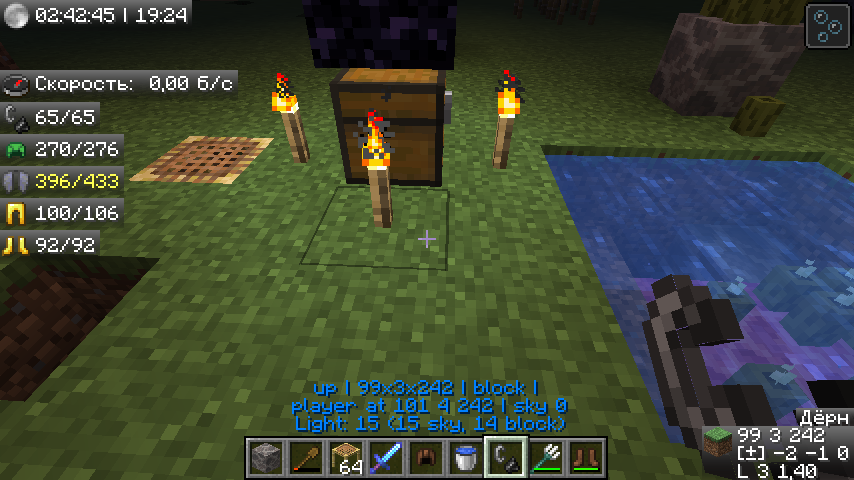 02:42:45 | 19:24
Скорость: 0,00 б/с
65/65
270/276
396/433
100/106
92/92
up | 99x3x242 | block |
player at 101 4 242 | sky 0
Light: 15 (15 sky, 14 block)
64
Дёрн
99 3 242
[±] -2 -1 0
L 3 1,40